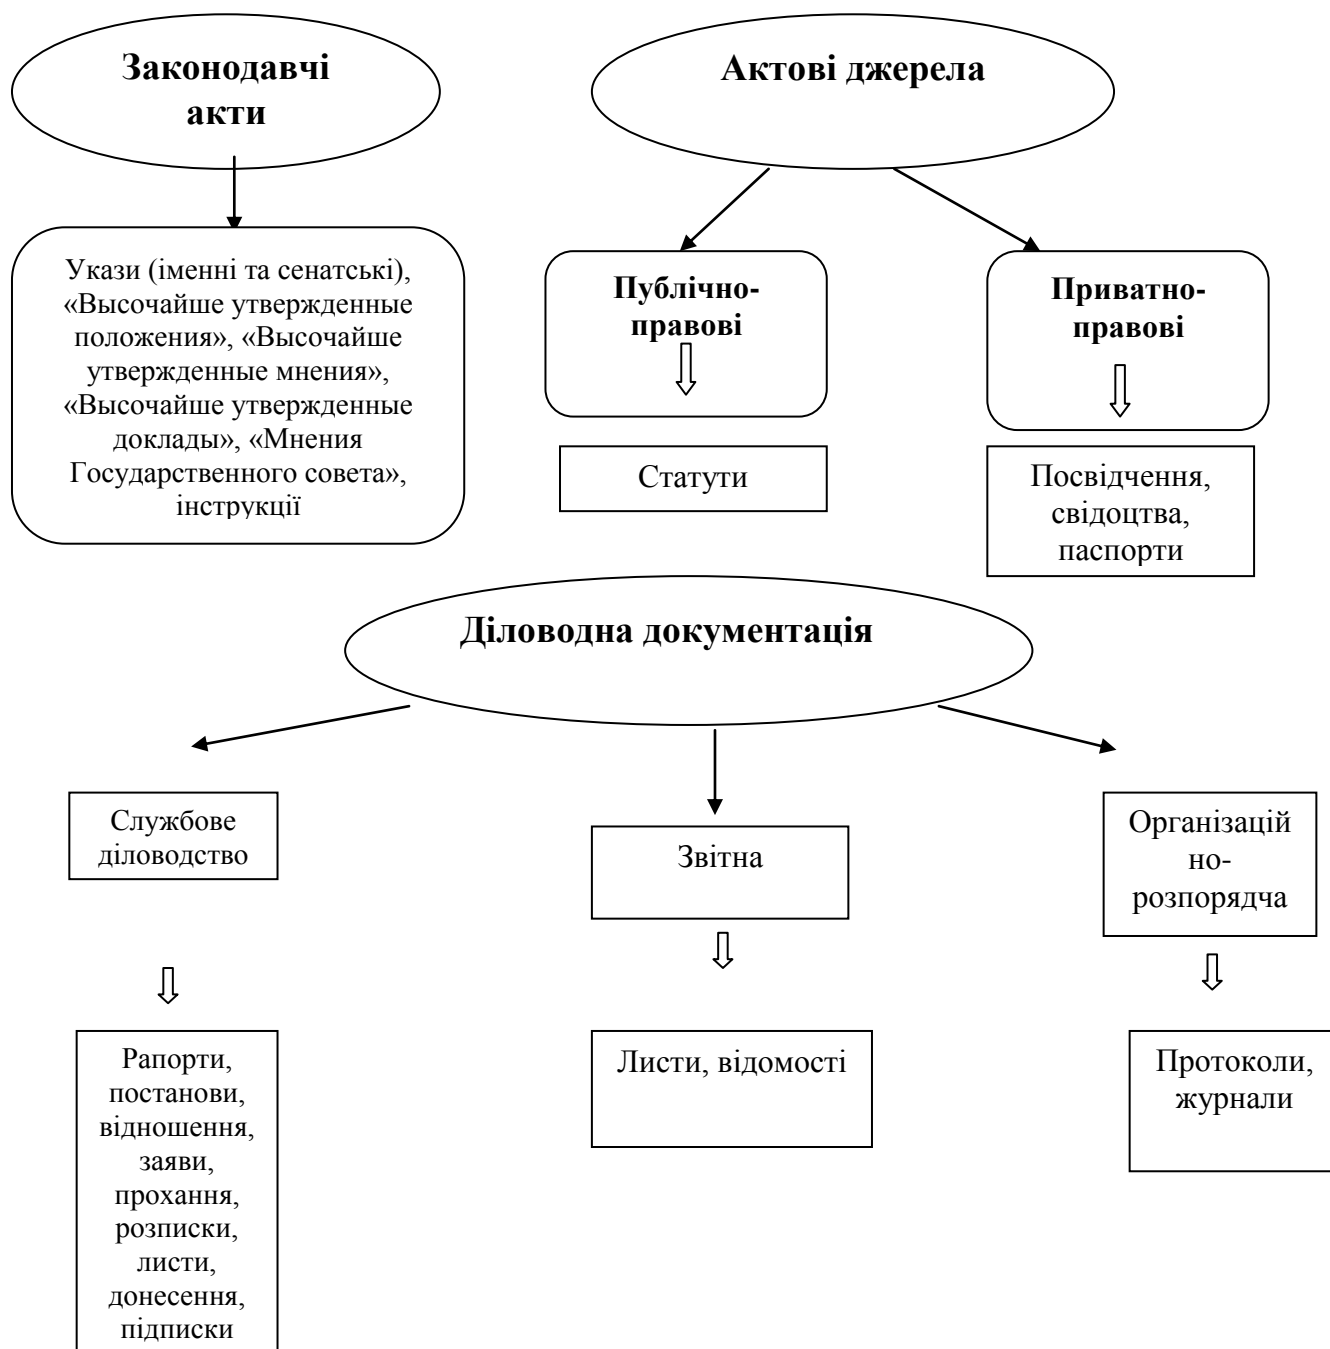 Законодавчі
акти
Актові джерела
Укази (іменні та сенатські),
«Высочайше утвержденные
положения», «Высочайше
утвержденные мнения»,
«Высочайше утвержденные
доклады», «Мнения
Государственного совета»,
інструкції
Публічно-
правові
Приватно-
правові
Статути
Посвідчення,
свідоцтва,
паспорти
Діловодна документація
Службове
діловодство
Звітна
Організацій
но-
розпорядча
Рапорти,
постанови,
відношення,
заяви,
прохання,
розписки,
листи,
донесення,
підписки
Листи, відомості
Протоколи,
журнали